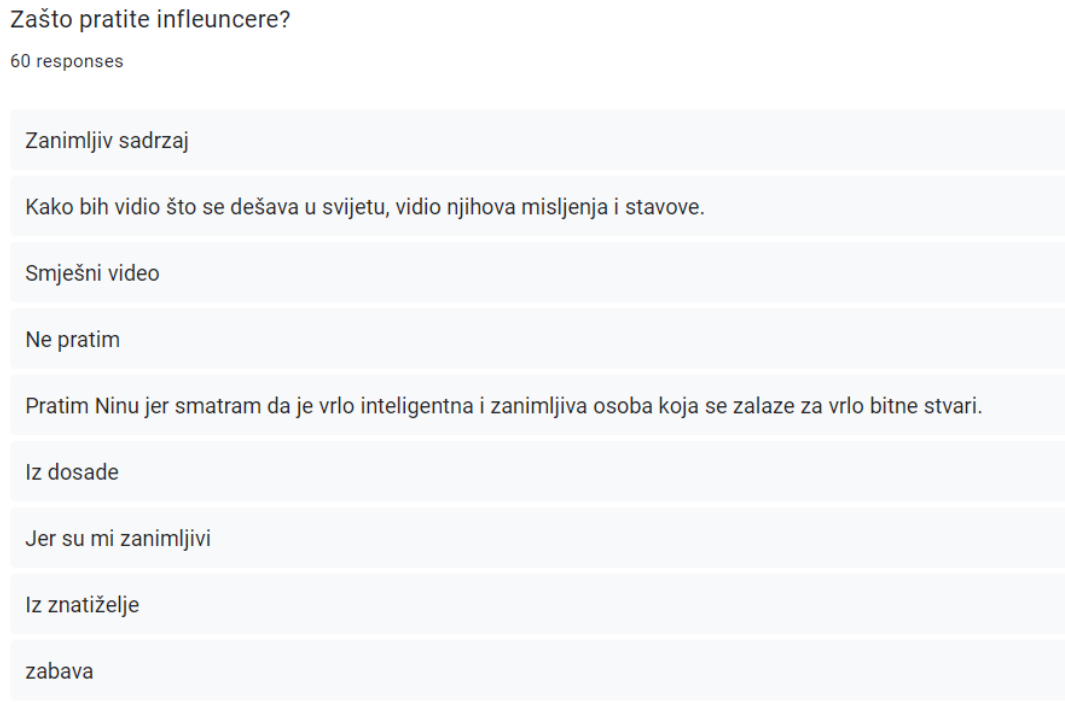 Zašto pratite infleuncere?
60 responses
Zanimljiv sadrzaj
Kako bih vidio što se dešava u svijetu, vidio njihova misljenja i stavove.
Smješni video
Ne pratim
Pratim Ninu jer smatram da je vrlo inteligentna i zanimljiva osoba koja se zalaze za vrlo bitne stvari.
Iz dosade
Jer su mi zanimljivi
Iz znatiželje
zabava